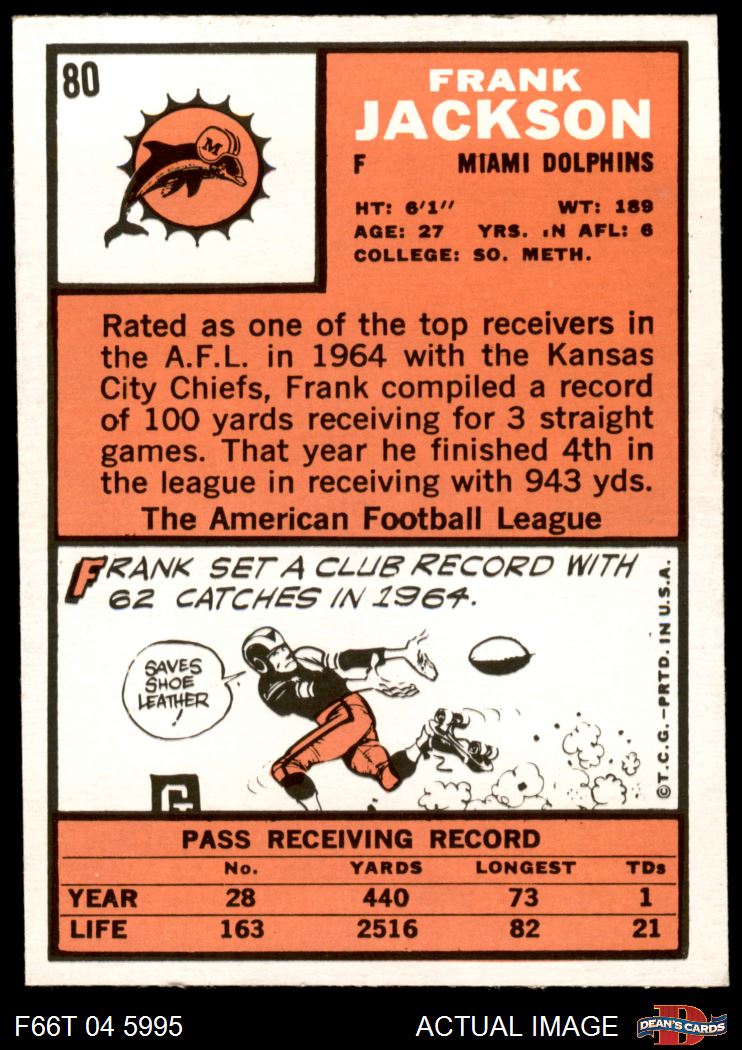 80
M
FRANK
JACKSON
F MIAMI DOLPHINS
HT: 6'1" WT: 189
AGE: 27 YRS. IN AFL: 6
COLLEGE: SO. METH.
Rated as one of the top receivers in
the A.F.L. in 1964 with the Kansas
City Chiefs, Frank compiled a record
of 100 yards receiving for 3 straight
games. That year he finished 4th in
the league in receiving with 943 yds.
The American Football League
FRANK SET A CLUB RECORD WITH
62 CATCHES IN 1964.
SAVES
SHOE
LEATHER
!
©T.C.G.-PRTD. IN U.S.A.
PASS RECEIVING RECORD
No. YARDS LONGEST TDs
YEAR 28 440 73 1
LIFE 163 2516 82 21
F66T 04 5995 ACTUAL IMAGE DEAN'S CARDS